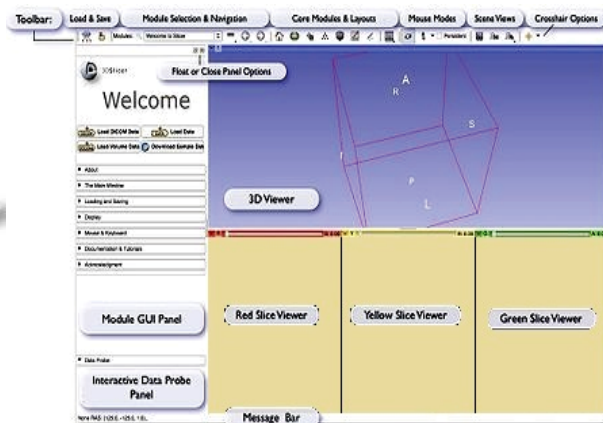 Toolbar: Load & Save Module Selection & Navigation Core Modules & Layouts Mouse Modes Scene Views Crosshair Options
Modules: Welcome to Slicer Persistent
3DSlicer
Float or Close Panel Options
Welcome
Load DICOM Data Load Data
Load Volume Data Download Sample Data
About
The Main Window
Loading and Saving
Display
Mouse & Keyboard
Documentation & Tutorials
Acknowledgment
A
R
S
I
P
L
3D Viewer
Module GUI Panel
Red Slice Viewer
Yellow Slice Viewer
Green Slice Viewer
Data Probe
Interactive Data Probe
Panel
Message Bar